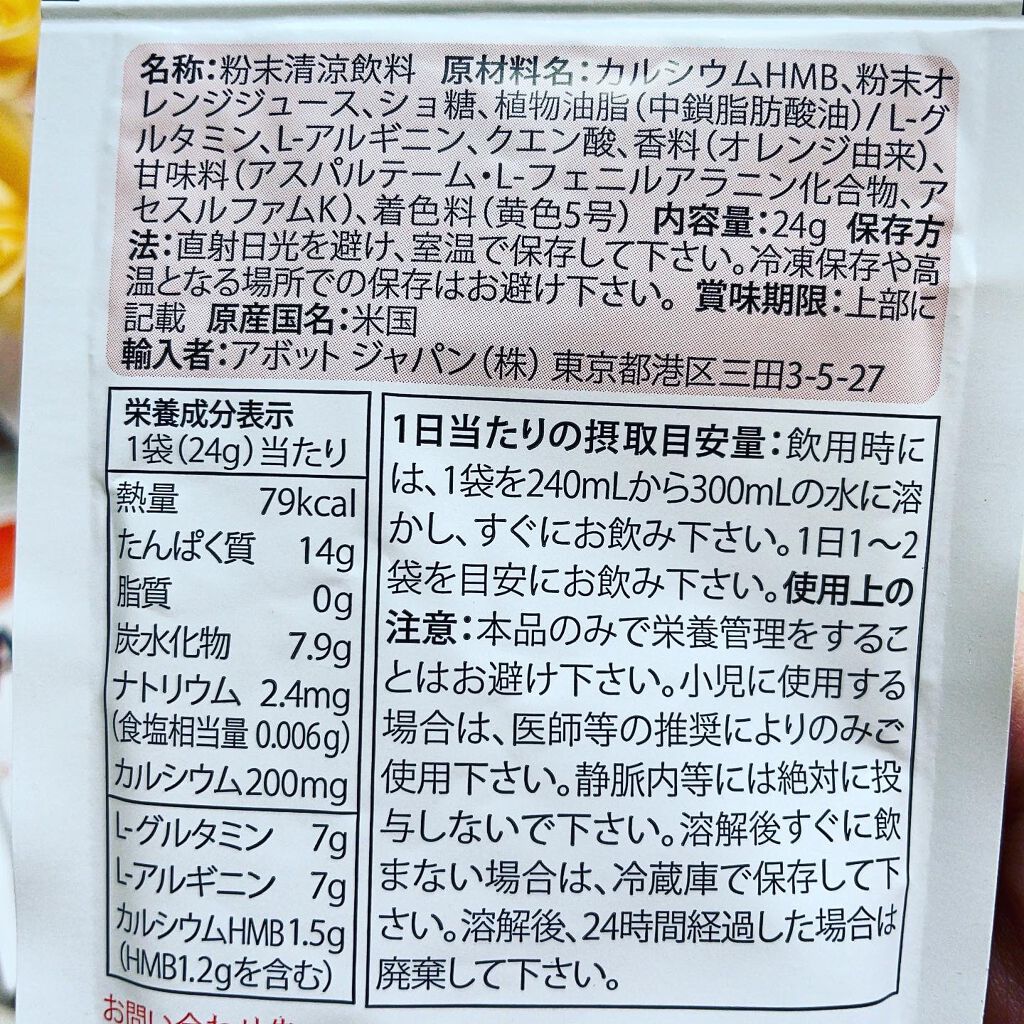 名称:粉末清涼飲料 原材料名:カルシウムHMB、粉末オ
レンジジュース、ショ糖、植物油脂(中鎖脂肪酸油)/L-グ
ルタミン、L-アルギニン、クエン酸、香料(オレンジ由来)、
甘味料(アスパルテーム・L-フェニルアラニン化合物、ア
セスルファムK)、着色料(黄色5号) 内容量:24g 保存方
法:直射日光を避け、室温で保存して下さい。冷凍保存や高
温となる場所での保存はお避け下さい。 賞味期限:上部に
記載 原産国名:米国
輸入者:アボット ジャパン(株) 東京都港区三田3-5-27
栄養成分表示
1袋(24g)当たり
熱量 79kcal
たんぱく質 14g
脂質 0g
炭水化物 7.9g
ナトリウム 2.4mg
(食塩相当量 0.006g)
カルシウム 200mg
L-グルタミン 7g
L-アルギニン 7g
カルシウムHMB 1.5g
(HMB1.2gを含む)
1日当たりの摂取目安量:飲用時に
は、1袋を240mLから300mLの水に溶
かし、すぐにお飲み下さい。1日1~2
袋を目安にお飲み下さい。使用上の
注意:本品のみで栄養管理をするこ
とはお避け下さい。小児に使用する
場合は、医師等の推奨によりのみご
使用下さい。静脈内等には絶対に投
与しないで下さい。溶解後すぐに飲
まない場合は、冷蔵庫で保存して下
さい。溶解後、24時間経過した場合は
廃棄して下さい。
お問い合わせ先